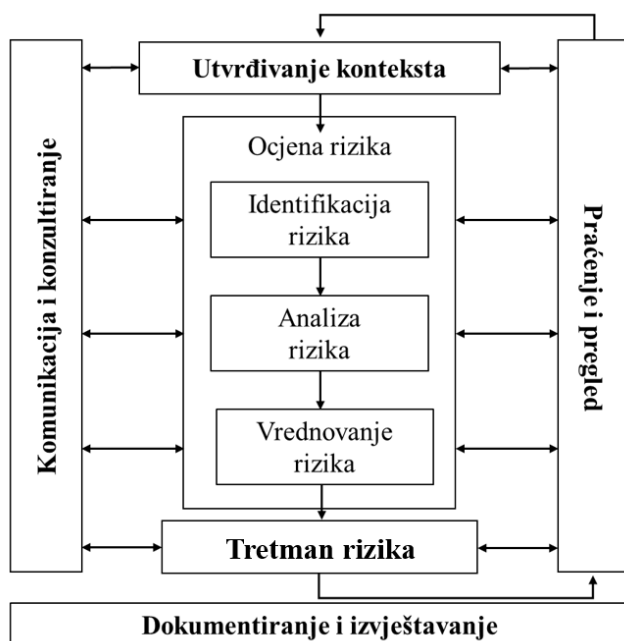 Utvrđivanje konteksta
Komunikacija i konzultiranje
Ocjena rizika
Identifikacija
rizika
Analiza
rizika
Vrednovanje
rizika
Praćenje i pregled
Tretman rizika
Dokumentiranje i izvještavanje